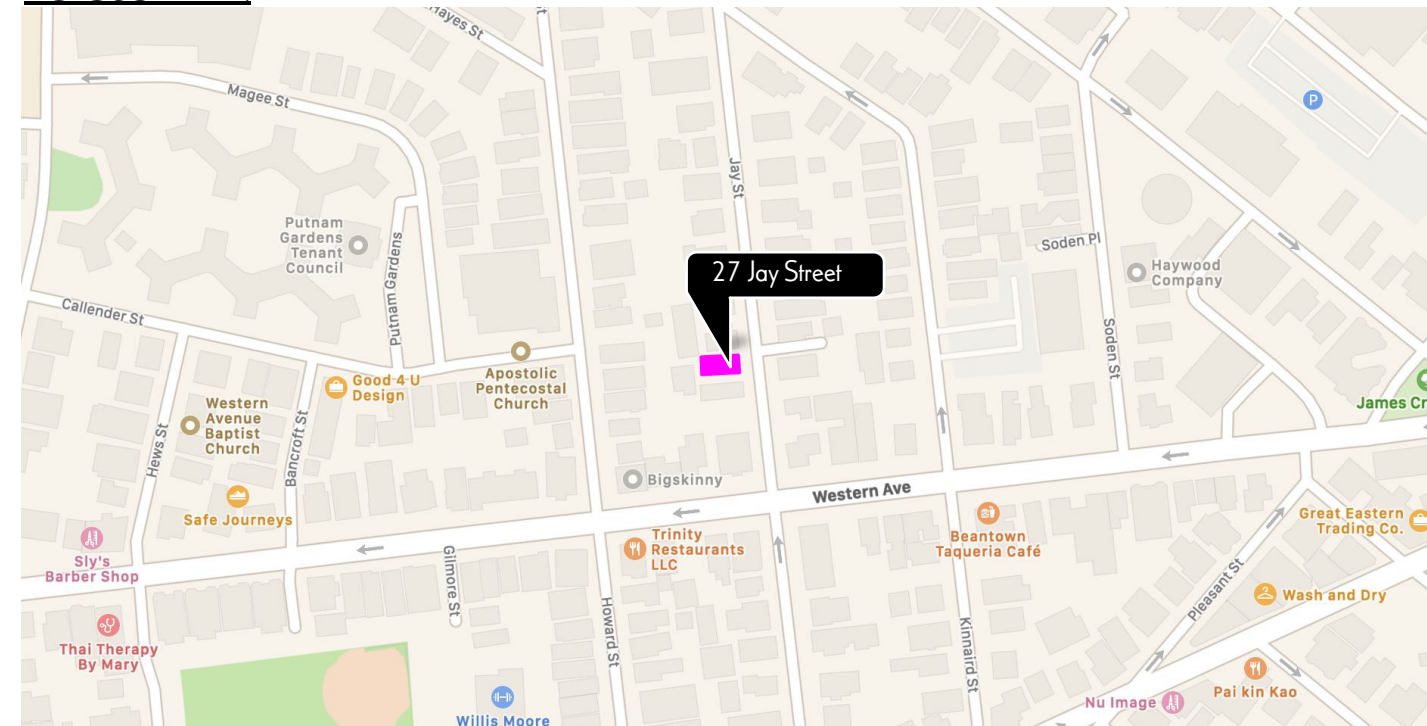 Magee St
Jay St
Putnam
Gardens
Tenant
Council
Putnam Gardens
Soden Pl
Haywood
Company
27 Jay Street
Callender St
Soden St
Apostolic
Pentecostal
Church
Good 4 U
Design
James Cr
Western
Avenue
Baptist
Church
Hews St
Bancroft St
Bigskinny
Western Ave
Safe Journeys
Great Eastern
Trading Co.
Beantown
Taqueria Café
Trinity
Restaurants
LLC
Sly's
Barber Shop
Gilmore St
Howard St
Kinnaird St
Pleasant St
Wash and Dry
Thai Therapy
By Mary
Pai kin Kao
Nu Image
Willis Moore
P